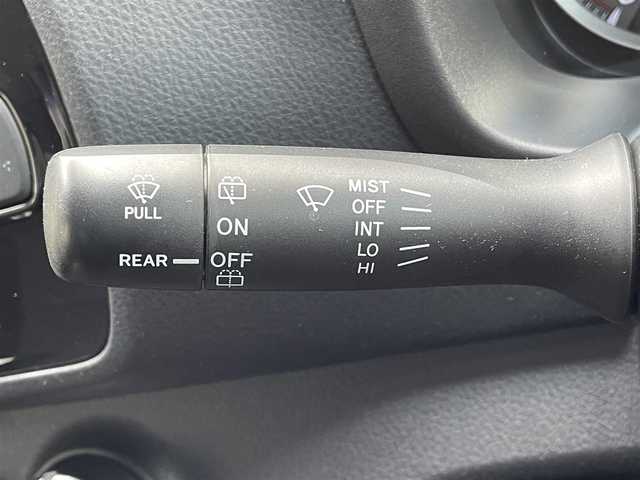 PULL
REAR
ON
OFF
MIST
OFF
INT
LO
HI